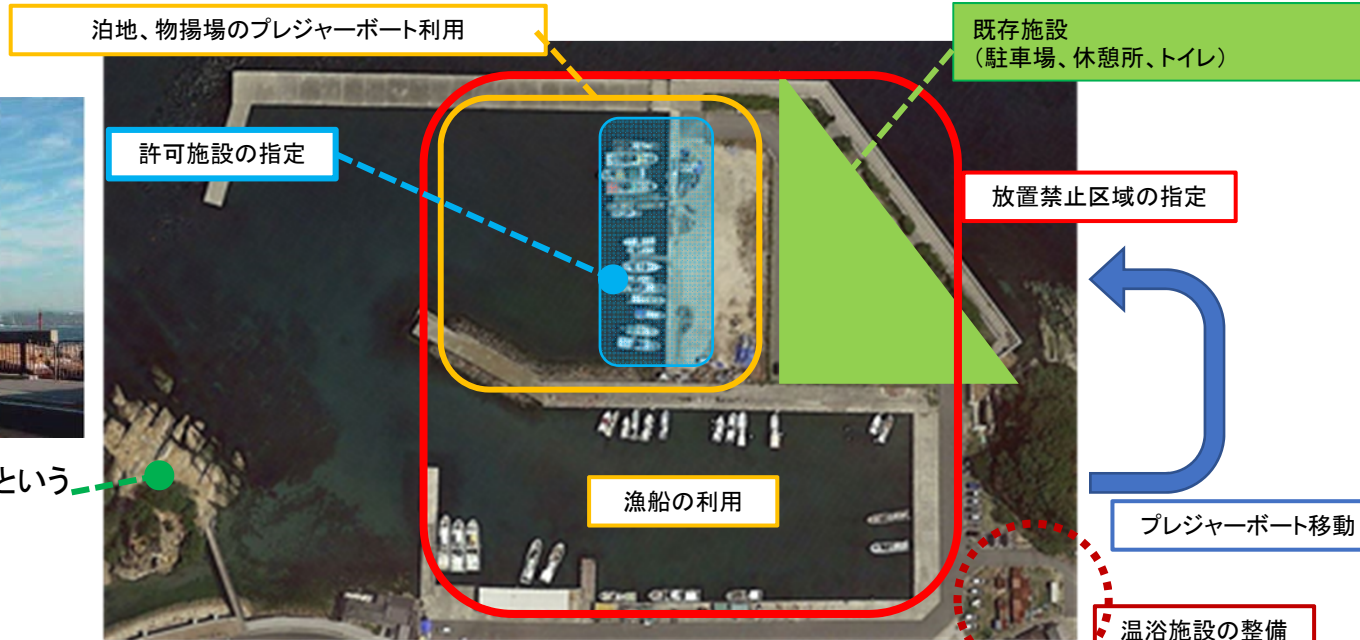 泊地、物揚場のプレジャーボート利用
既存施設
（駐車場、休憩所、トイレ）
許可施設の指定
放置禁止区域の指定
という
漁船の利用
プレジャーボート移動
温浴施設の整備